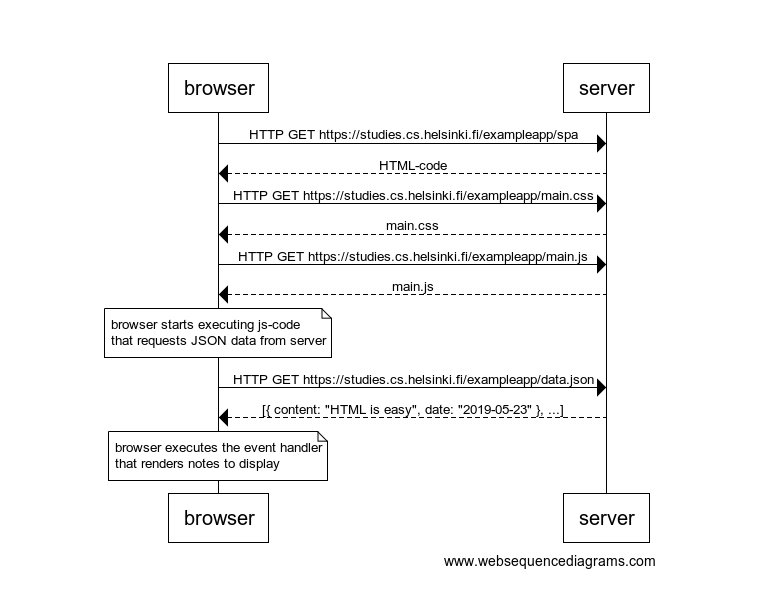 browser
server
HTTP GET https://studies.cs.helsinki.fi/exampleapp/spa
HTML-code
HTTP GET https://studies.cs.helsinki.fi/exampleapp/main.css
main.css
HTTP GET https://studies.cs.helsinki.fi/exampleapp/main.js
main.js
browser starts executing js-code
that requests JSON data from server
HTTP GET https://studies.cs.helsinki.fi/exampleapp/data.json
[{ content: "HTML is easy", date: "2019-05-23" }, ...]
browser executes the event handler
that renders notes to display
browser
server
www.websequencediagrams.com